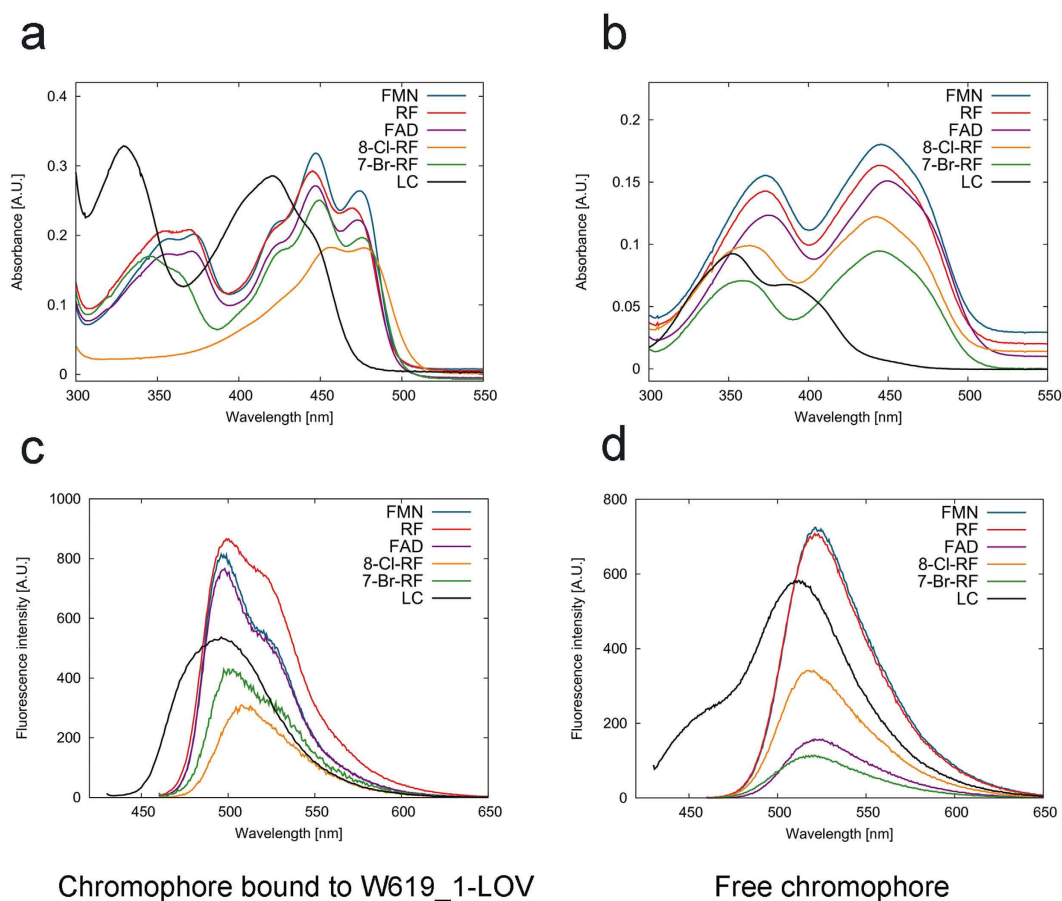 a
0.4
0.3
0.2
0.1
0
300
350
400
450
500
550
Absorbance [A.U.]
Wavelength [nm]
FMN
RF
FAD
8-Cl-RF
7-Br-RF
LC
b
0.2
0.15
0.1
0.05
0
300
350
400
450
500
550
Absorbance [A.U.]
Wavelength [nm]
FMN
RF
FAD
8-Cl-RF
7-Br-RF
LC
c
1000
800
600
400
200
0
450
500
550
600
650
Fluorescence intensity [A.U.]
Wavelength [nm]
FMN
RF
FAD
8-Cl-RF
7-Br-RF
LC
d
800
600
400
200
0
450
500
550
600
650
Fluorescence intensity [A.U.]
Wavelength [nm]
FMN
RF
FAD
8-Cl-RF
7-Br-RF
LC
Chromophore bound to W619_1-LOV
Free chromophore